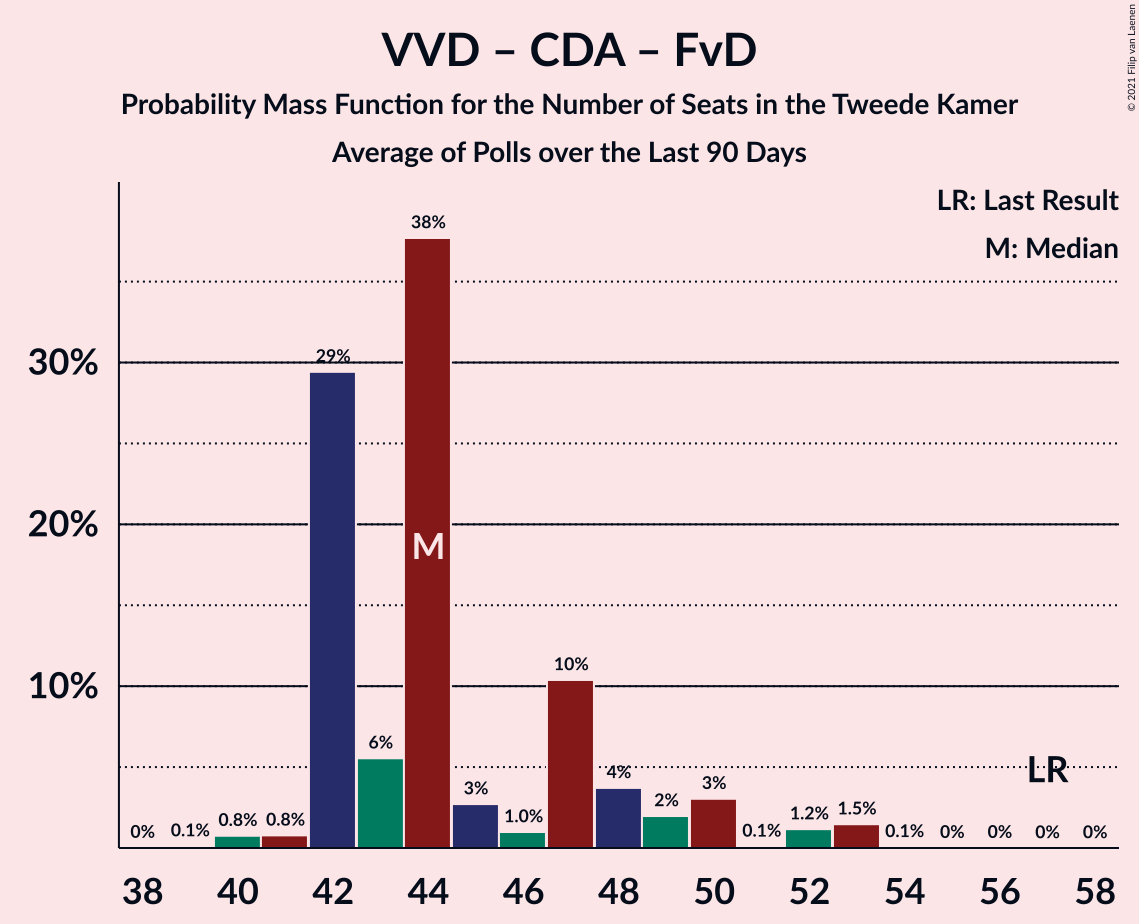 VVD – CDA – FvD
Probability Mass Function for the Number of Seats in the Tweede Kamer
Average of Polls over the Last 90 Days
© 2021 Filip van Laenen
LR: Last Result
M: Median
30%
20%
10%
0%
0.1%
0.8%
0.8%
29%
6%
38%
3%
1.0%
10%
4%
2%
3%
0.1%
1.2%
1.5%
0.1%
0%
0%
0%
0%
M
LR
38 40 42 44 46 48 50 52 54 56 58